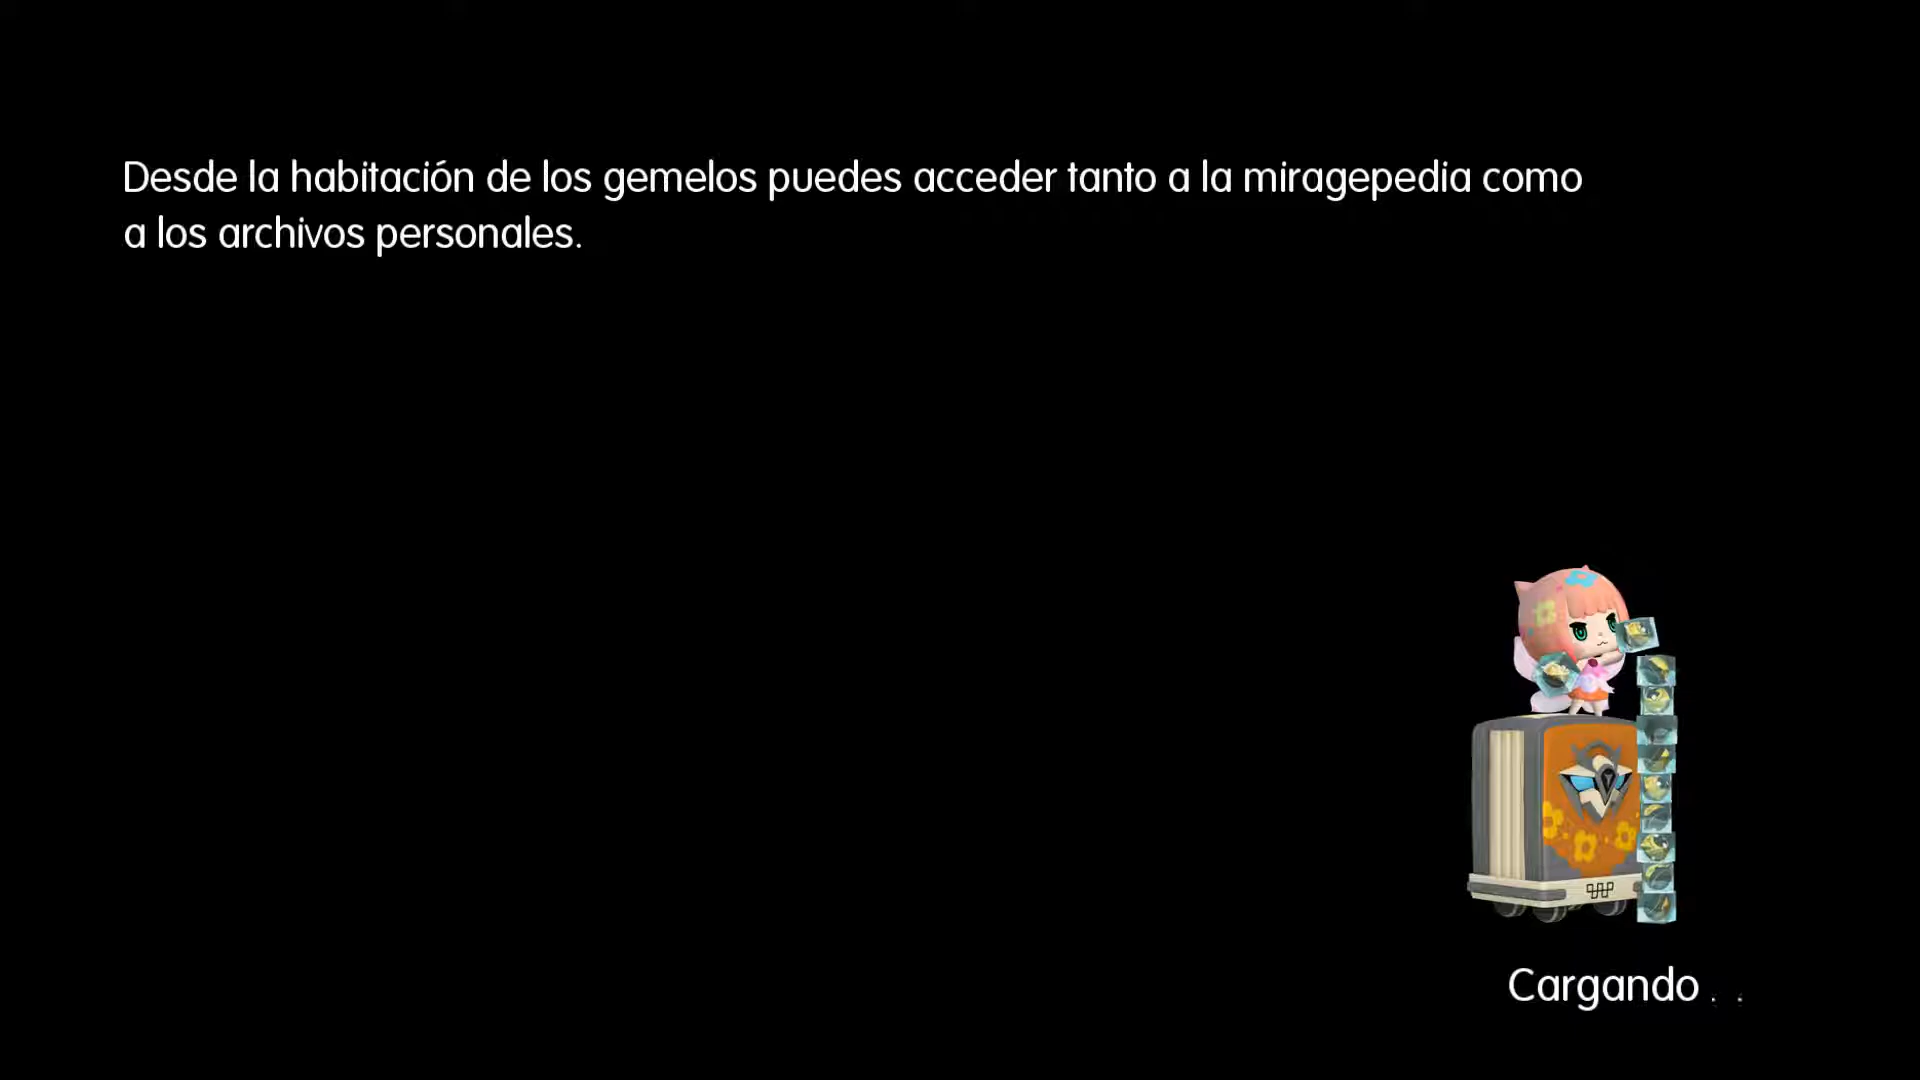 Desde la habitación de los gemelos puedes acceder tanto a la miragepedia como
a los archivos personales.
Cargando . .